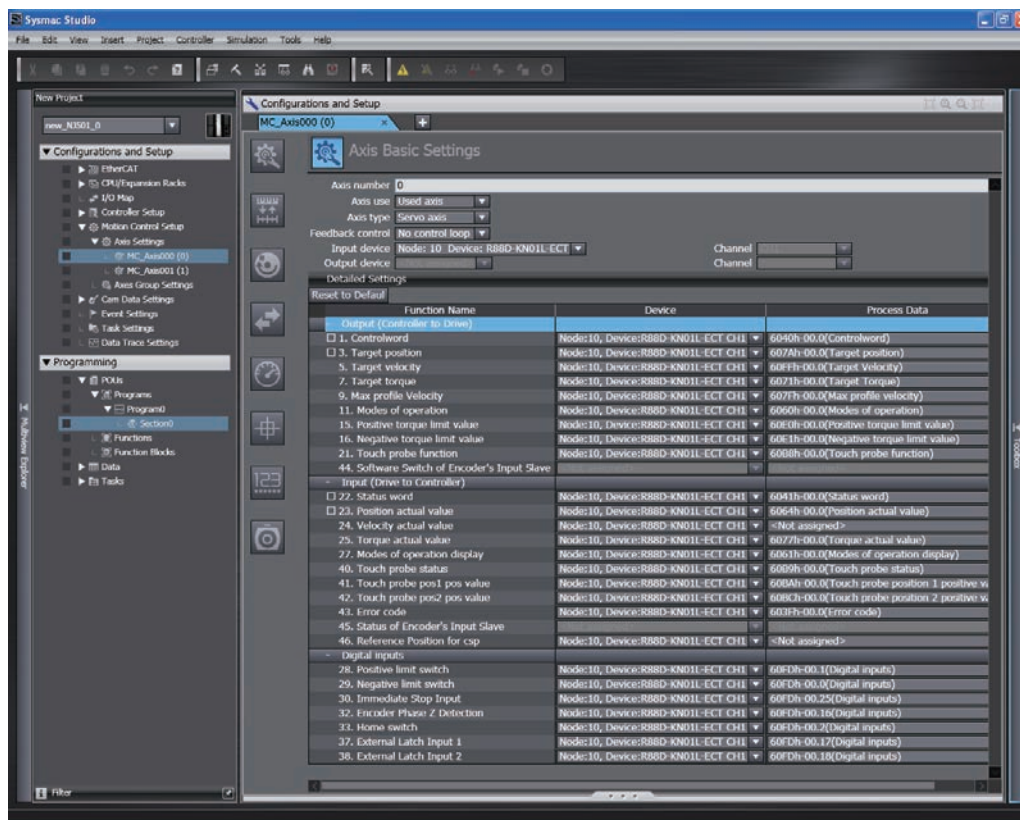 Sysmac Studio
File Edit View Insert Project Controller Simulation Tools Help
New Project
new_NJ501_0
Configurations and Setup
EtherCAT
CPU/Expansion Racks
I/O Map
Controller Setup
Motion Control Setup
Axis Settings
MC_Axis000 (0)
MC_Axis001 (1)
Axes Group Settings
Cam Data Settings
Event Settings
Task Settings
Data Trace Settings
Programming
POUs
Programs
Program0
Section0
Functions
Function Blocks
Data
Tasks
Filter
Multiview Explorer
Configurations and Setup
MC_Axis000 (0)
Axis Basic Settings
Axis number 0
Axis use Used axis
Axis type Servo axis
Feedback control No control loop
Input device Node: 10 Device: R88D-KN01L-ECT Channel
Output device Channel
Detailed Settings
Reset to Defaul
Function Name Device Process Data
- Output (Controller to Drive)
1. Controlword Node:10, Device:R88D-KN01L-ECT CH1 6040h-00.0(Controlword)
3. Target position Node:10, Device:R88D-KN01L-ECT CH1 607Ah-00.0(Target position)
5. Target velocity Node:10, Device:R88D-KN01L-ECT CH1 60FFh-00.0(Target Velocity)
7. Target torque Node:10, Device:R88D-KN01L-ECT CH1 6071h-00.0(Target Torque)
9. Max profile Velocity Node:10, Device:R88D-KN01L-ECT CH1 607Fh-00.0(Max profile velocity)
11. Modes of operation Node:10, Device:R88D-KN01L-ECT CH1 6060h-00.0(Modes of operation)
15. Positive torque limit value Node:10, Device:R88D-KN01L-ECT CH1 60E0h-00.0(Positive torque limit value)
16. Negative torque limit value Node:10, Device:R88D-KN01L-ECT CH1 60E1h-00.0(Negative torque limit value)
21. Touch probe function Node:10, Device:R88D-KN01L-ECT CH1 60B8h-00.0(Touch probe function)
44. Software Switch of Encoder's Input Slave
- Input (Drive to Controller)
22. Status word Node:10, Device:R88D-KN01L-ECT CH1 6041h-00.0(Status word)
23. Position actual value Node:10, Device:R88D-KN01L-ECT CH1 6064h-00.0(Position actual value)
24. Velocity actual value Node:10, Device:R88D-KN01L-ECT CH1 <Not assigned>
25. Torque actual value Node:10, Device:R88D-KN01L-ECT CH1 6077h-00.0(Torque actual value)
27. Modes of operation display Node:10, Device:R88D-KN01L-ECT CH1 6061h-00.0(Modes of operation display)
40. Touch probe status Node:10, Device:R88D-KN01L-ECT CH1 60B9h-00.0(Touch probe status)
41. Touch probe pos1 pos value Node:10, Device:R88D-KN01L-ECT CH1 60BAh-00.0(Touch probe position 1 positive v
42. Touch probe pos2 pos value Node:10, Device:R88D-KN01L-ECT CH1 60BCh-00.0(Touch probe position 2 positive v
43. Error code Node:10, Device:R88D-KN01L-ECT CH1 603Fh-00.0(Error code)
45. Status of Encoder's Input Slave
46. Reference Position for csp Node:10, Device:R88D-KN01L-ECT CH1 <Not assigned>
- Digital inputs
28. Positive limit switch Node:10, Device:R88D-KN01L-ECT CH1 60FDh-00.1(Digital inputs)
29. Negative limit switch Node:10, Device:R88D-KN01L-ECT CH1 60FDh-00.0(Digital inputs)
30. Immediate Stop Input Node:10, Device:R88D-KN01L-ECT CH1 60FDh-00.25(Digital inputs)
32. Encoder Phase Z Detection Node:10, Device:R88D-KN01L-ECT CH1 60FDh-00.16(Digital inputs)
33. Home switch Node:10, Device:R88D-KN01L-ECT CH1 60FDh-00.2(Digital inputs)
37. External Latch Input 1 Node:10, Device:R88D-KN01L-ECT CH1 60FDh-00.17(Digital inputs)
38. External Latch Input 2 Node:10, Device:R88D-KN01L-ECT CH1 60FDh-00.18(Digital inputs)
Toolbox